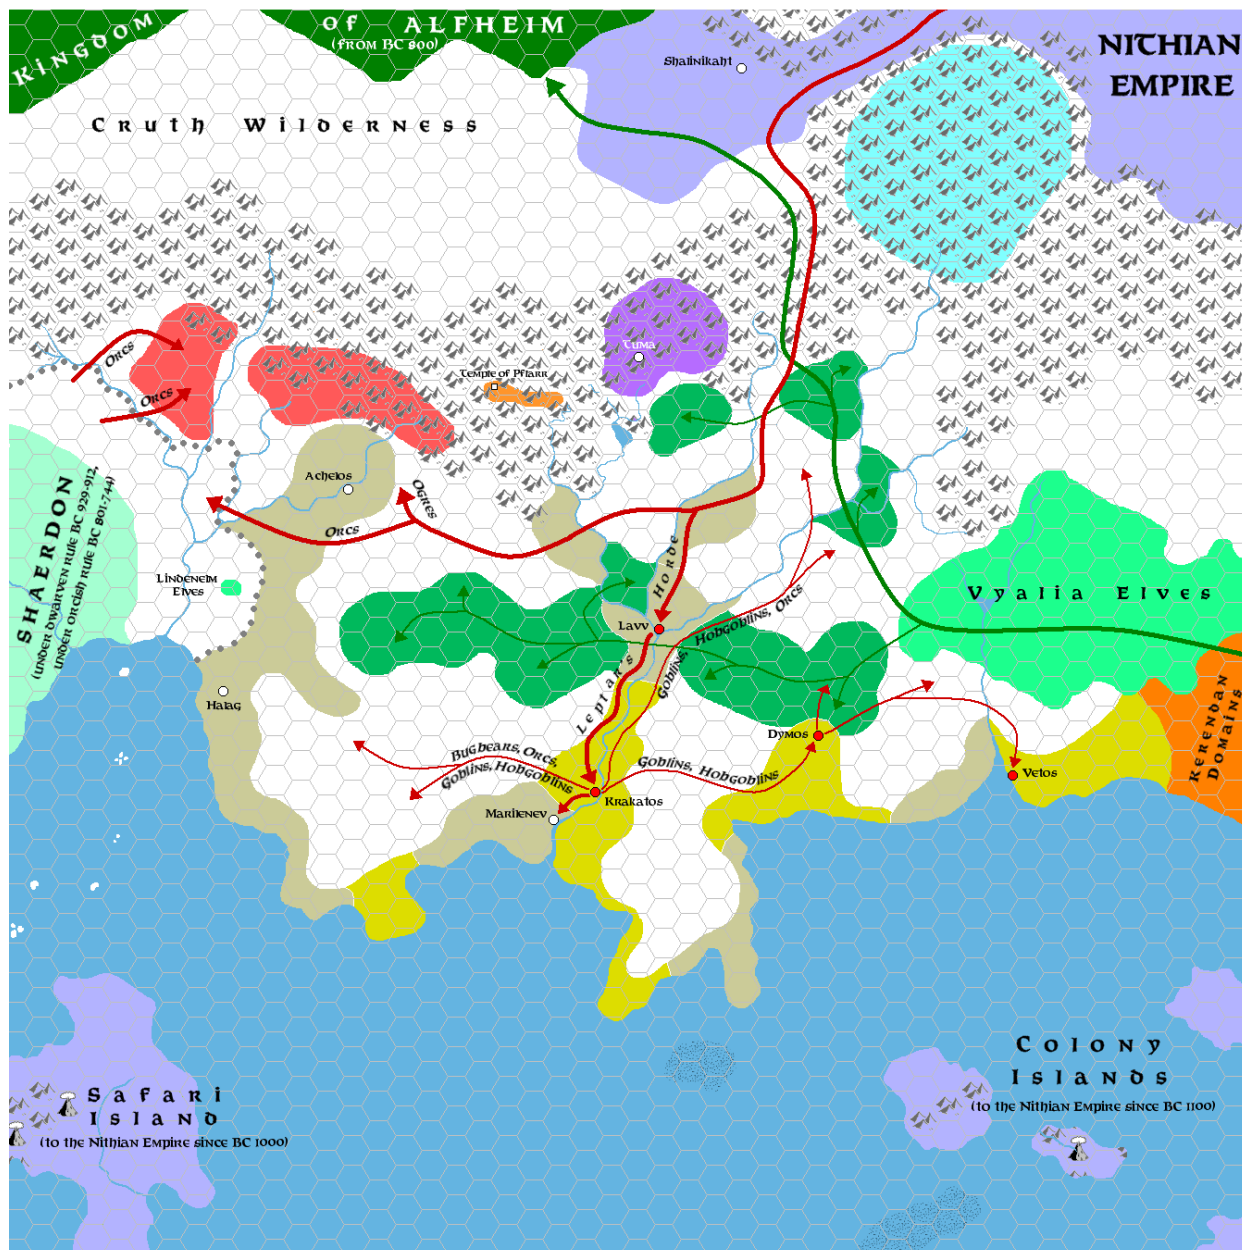 KINGDOM
of ALFHEIM
(FROM BC 800)
NITHIAN
EMPIRE
Shainikaht
Cruth Wilderness
Orcs
Orcs
Tuma
Temple of Pflarr
SHAERDON
(UNDER DWARVEN RULE BC 929-912,
UNDER ORCISH RULE BC 801-744)
Achelos
Ogres
Orcs
Lindeneim
Elves
Horde
Lavv
Leptar's
Goblins, Hobgoblins, Orcs
Vyalia Elves
Halag
Kerendan
Domains
Dymos
Bugbears, Orcs,
Goblins, Hobgoblins
Goblins, Hobgoblins
Velos
Krakatos
Marilenev
Colony
Islands
(to the Nithian Empire since BC 1100)
Safari
Island
(to the Nithian Empire since BC 1000)